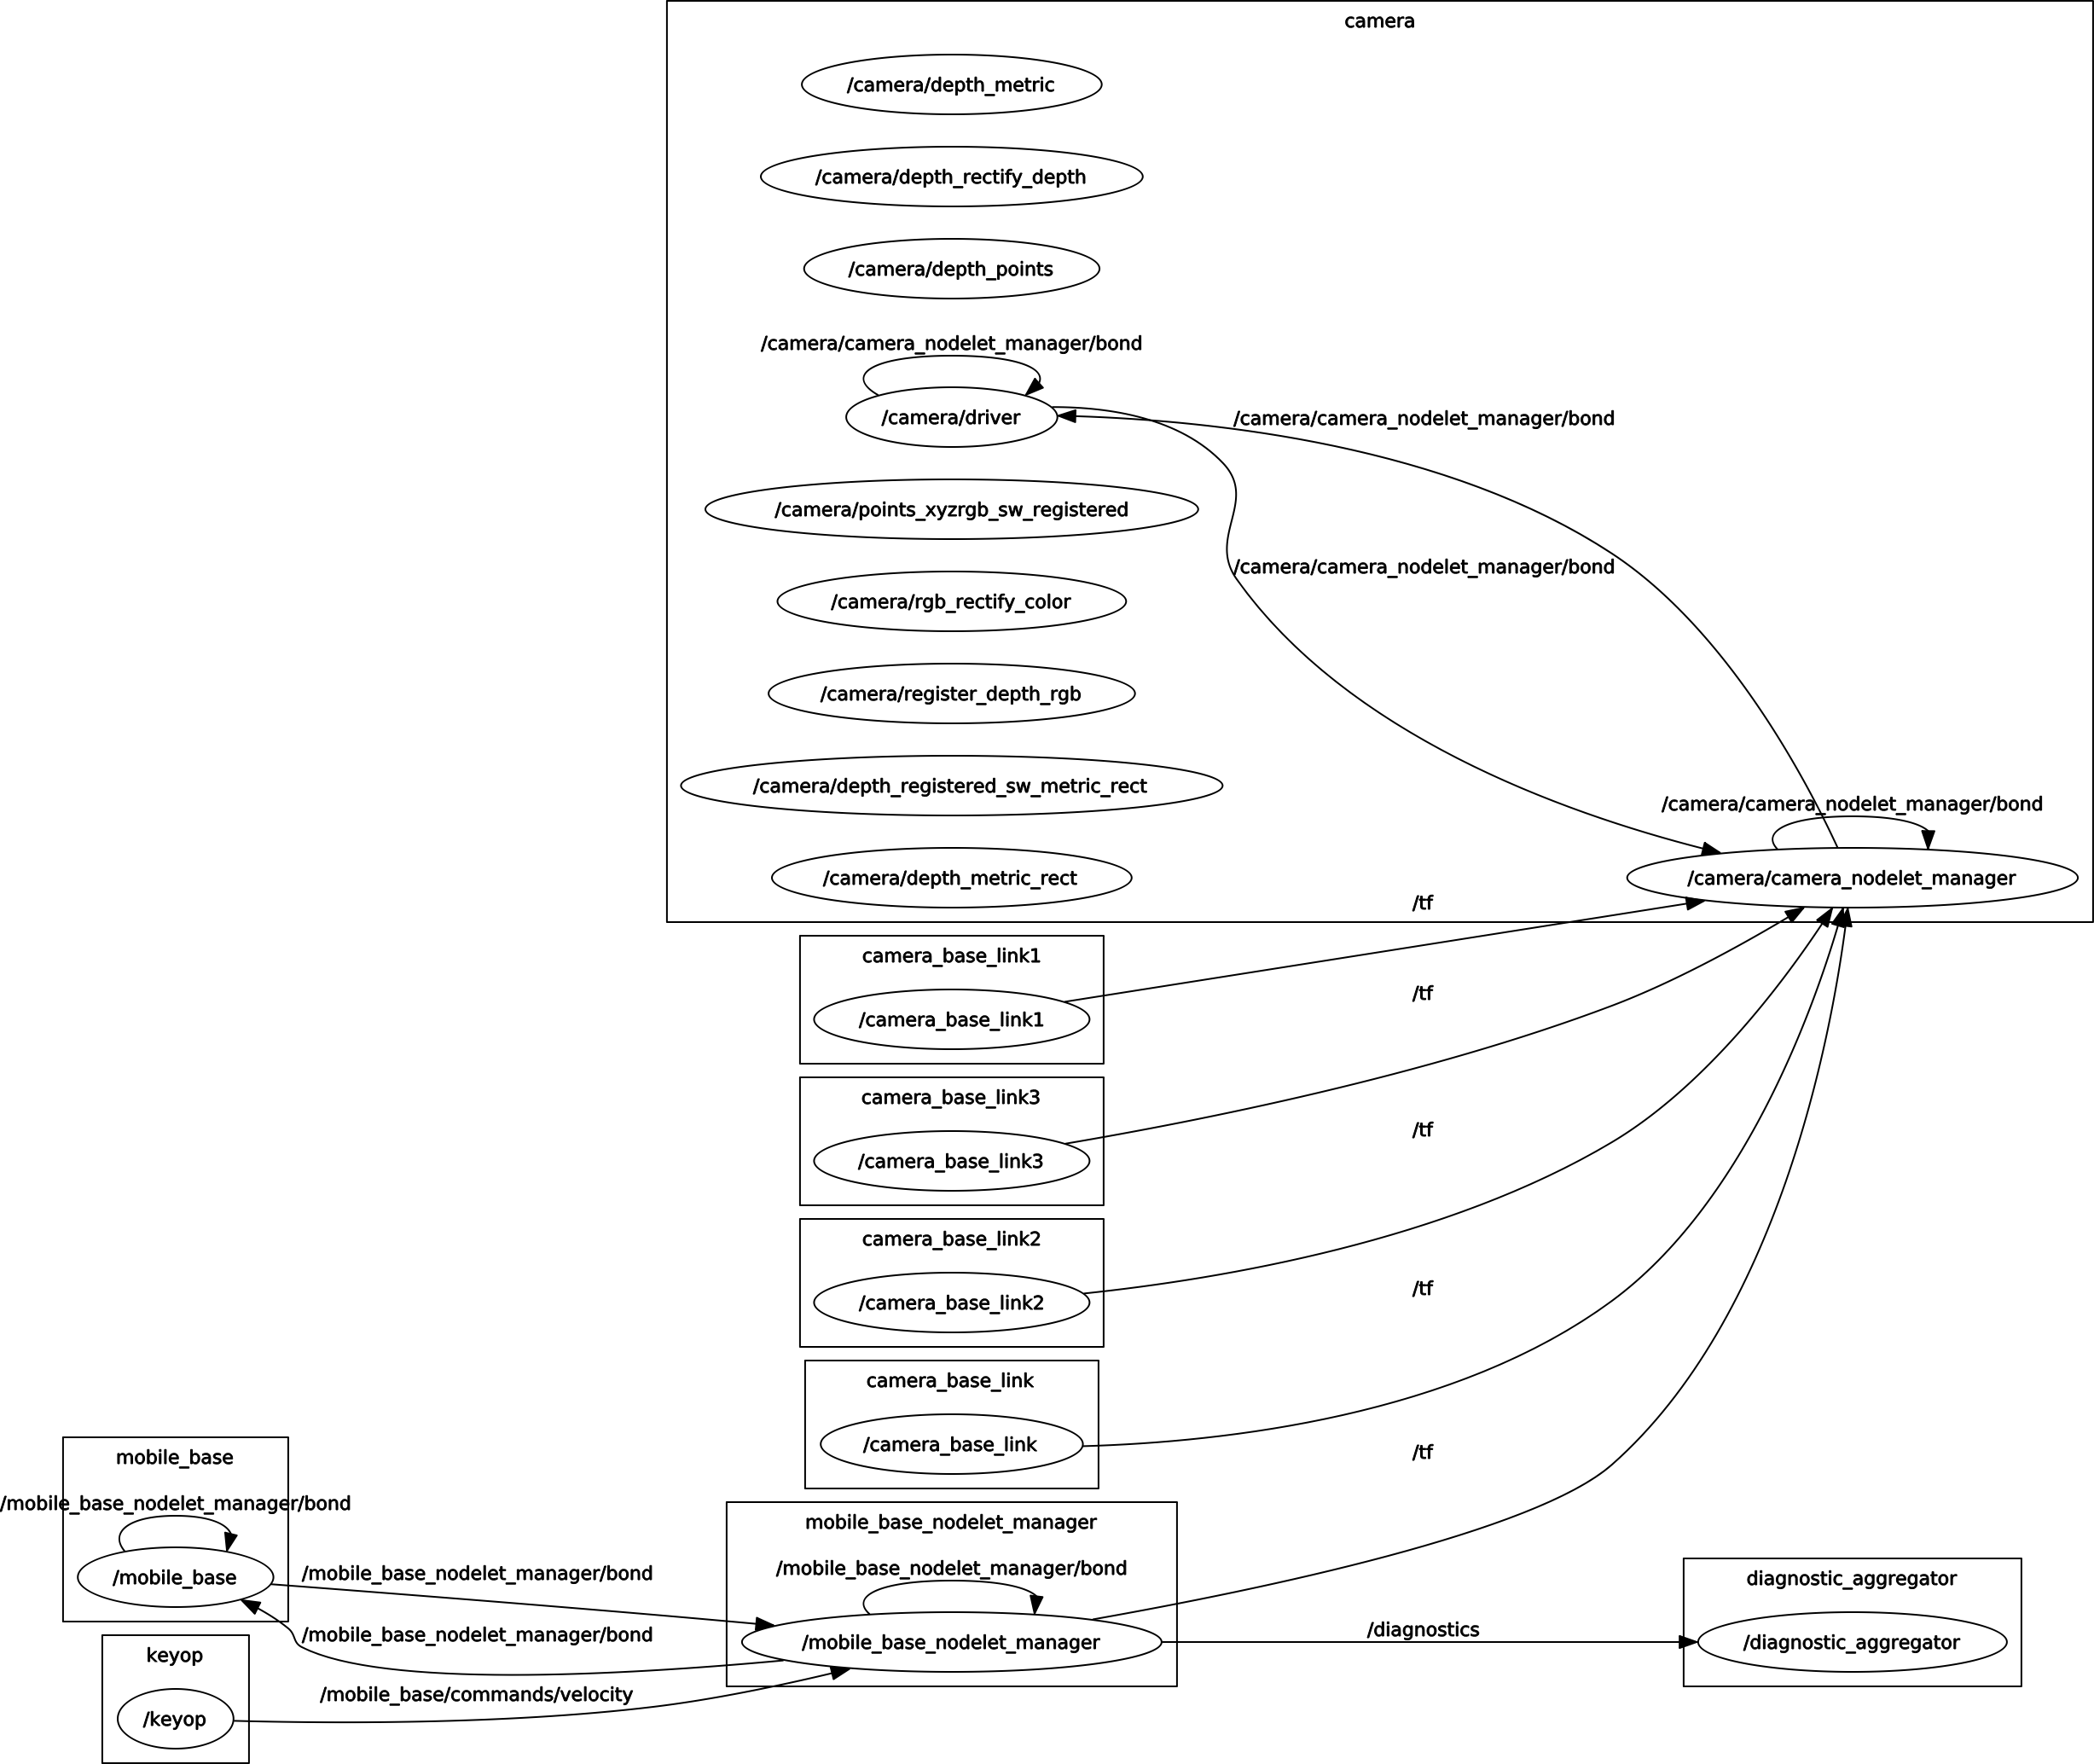 camera
/camera/depth_metric
/camera/depth_rectify_depth
/camera/depth_points
/camera/camera_nodelet_manager/bond
/camera/driver
/camera/camera_nodelet_manager/bond
/camera/points_xyzrgb_sw_registered
/camera/camera_nodelet_manager/bond
/camera/rgb_rectify_color
/camera/register_depth_rgb
/camera/depth_registered_sw_metric_rect
/camera/camera_nodelet_manager/bond
/camera/depth_metric_rect
/camera/camera_nodelet_manager
/tf
camera_base_link1
/camera_base_link1
/tf
camera_base_link3
/camera_base_link3
/tf
camera_base_link2
/camera_base_link2
/tf
camera_base_link
/camera_base_link
/tf
mobile_base
/mobile_base_nodelet_manager/bond
/mobile_base
/mobile_base_nodelet_manager/bond
/mobile_base_nodelet_manager/bond
mobile_base_nodelet_manager
/mobile_base_nodelet_manager/bond
/mobile_base_nodelet_manager
/diagnostics
diagnostic_aggregator
/diagnostic_aggregator
keyop
/keyop
/mobile_base/commands/velocity